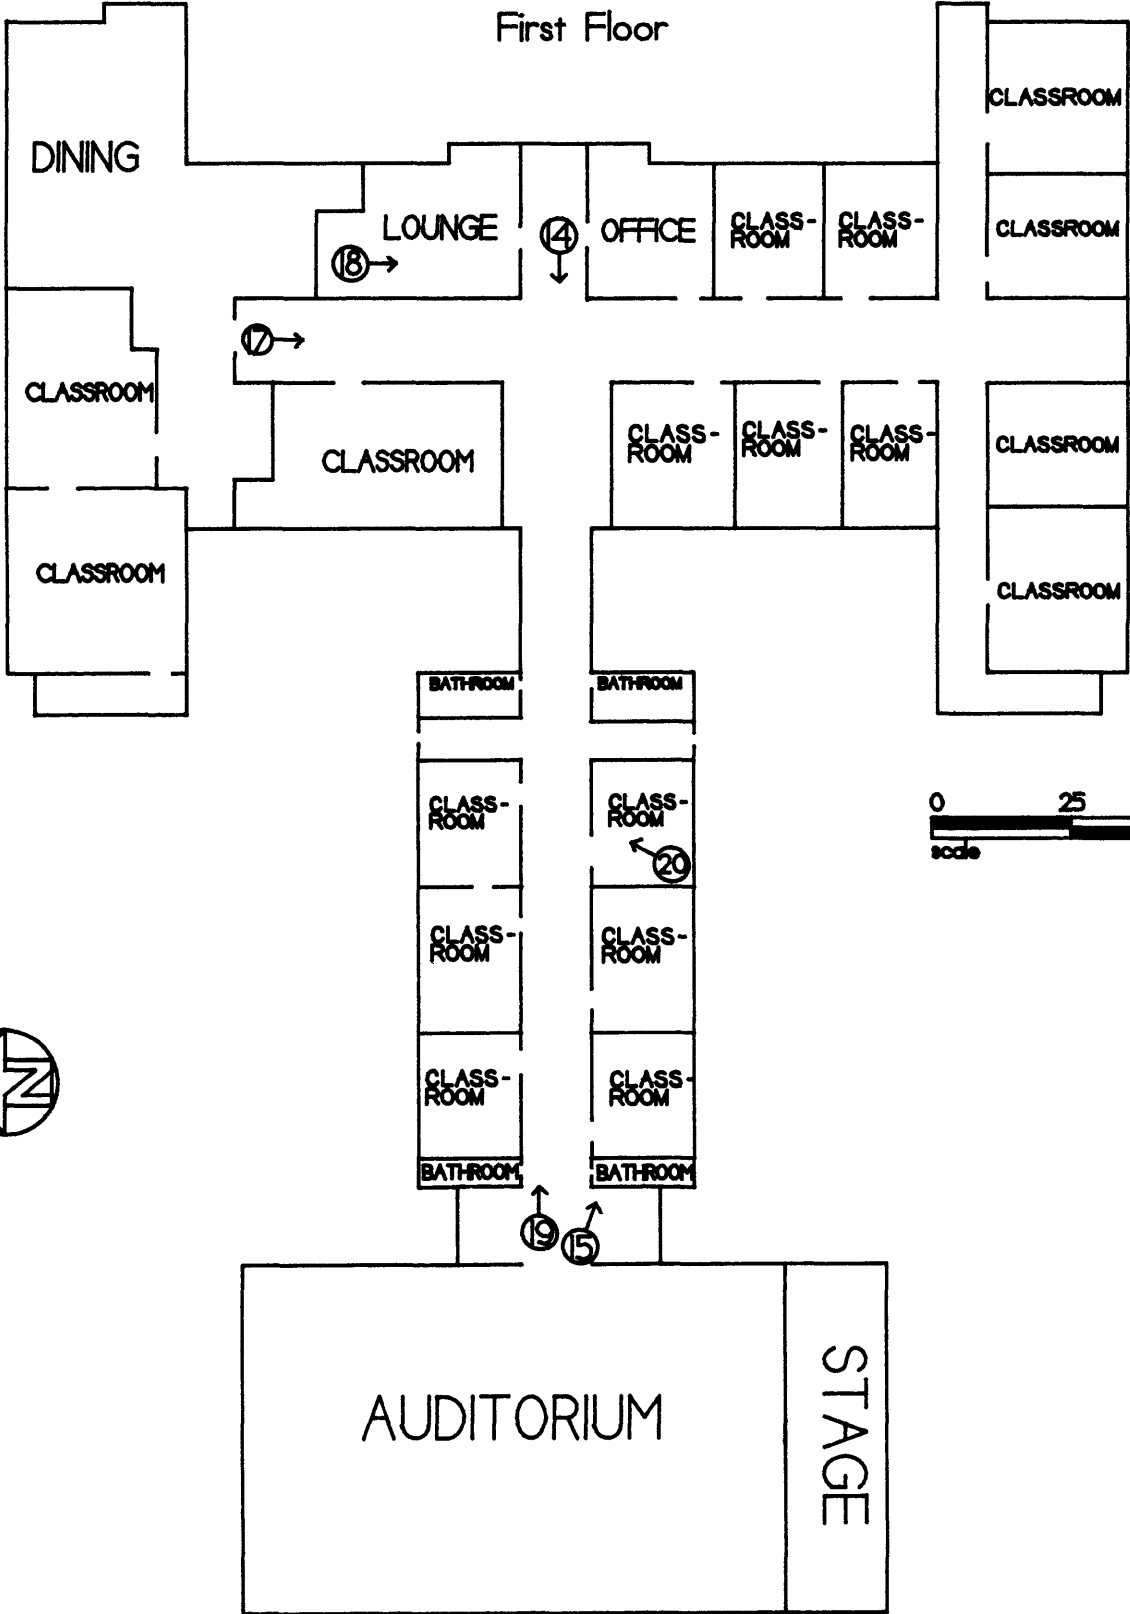 First Floor
CLASSROOM
DINING
LOUNGE
14
OFFICE
CLASS-
ROOM
CLASS-
ROOM
CLASSROOM
18
17
CLASSROOM
CLASSROOM
CLASS-
ROOM
CLASS-
ROOM
CLASS-
ROOM
CLASSROOM
CLASSROOM
CLASSROOM
BATHROOM
BATHROOM
0 25
scale
CLASS-
ROOM
CLASS-
ROOM
20
CLASS-
ROOM
CLASS-
ROOM
N
CLASS-
ROOM
CLASS-
ROOM
BATHROOM
BATHROOM
19
15
AUDITORIUM
STAGE